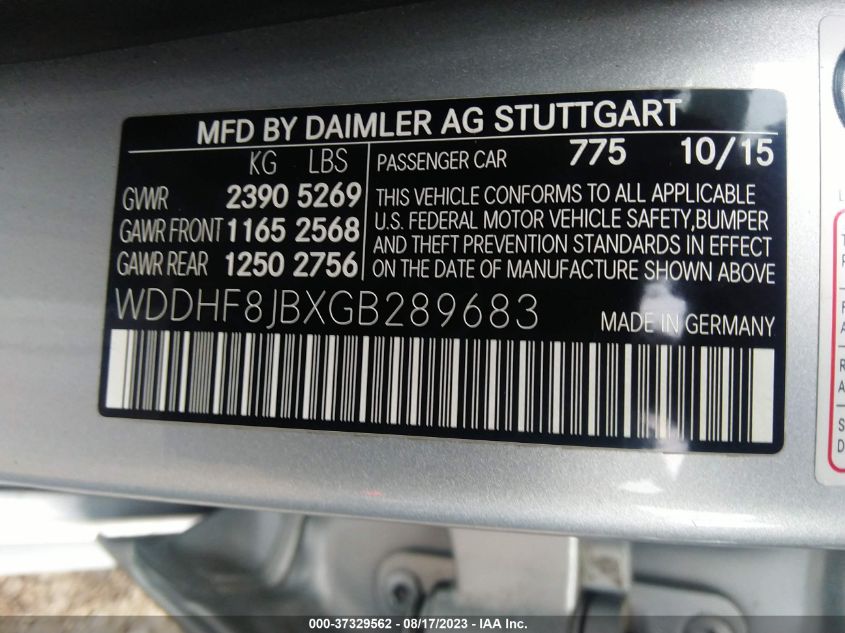 MFD BY DAIMLER AG STUTTGART
KG LBS
GVWR 2390 5269
GAWR FRONT 1165 2568
GAWR REAR 1250 2756
PASSENGER CAR 775 10/15
THIS VEHICLE CONFORMS TO ALL APPLICABLE
U.S. FEDERAL MOTOR VEHICLE SAFETY,BUMPER
AND THEFT PREVENTION STANDARDS IN EFFECT
ON THE DATE OF MANUFACTURE SHOWN ABOVE
WDDHF8JBXGB289683
MADE IN GERMANY
000-37329562 - 08/17/2023 - IAA Inc.